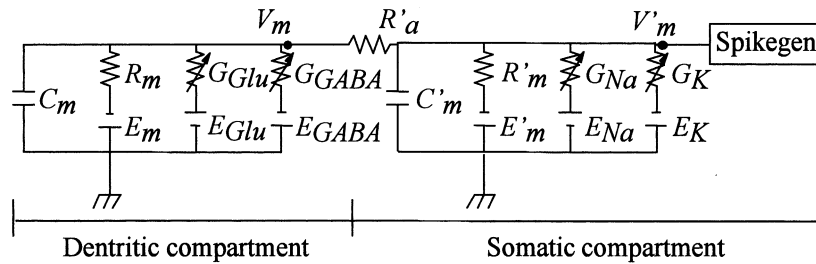 V_m
R'_a
V'_m
Spikegen
C_m
R_m
G_Glu
G_GABA
C'_m
R'_m
G_Na
G_K
E_m
E_Glu
E_GABA
E'_m
E_Na
E_K
Dentritic compartment
Somatic compartment